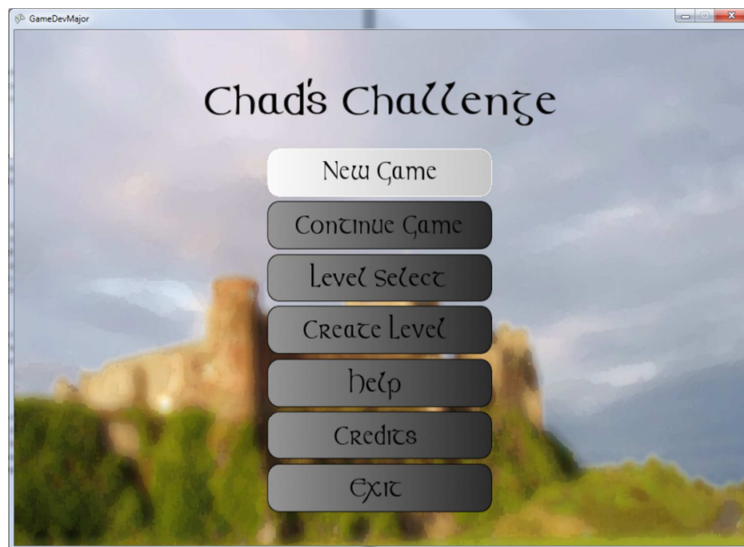 GameDevMajor
Chad's Challenge
New Game
Continue Game
Level Select
Create Level
Help
Credits
Exit